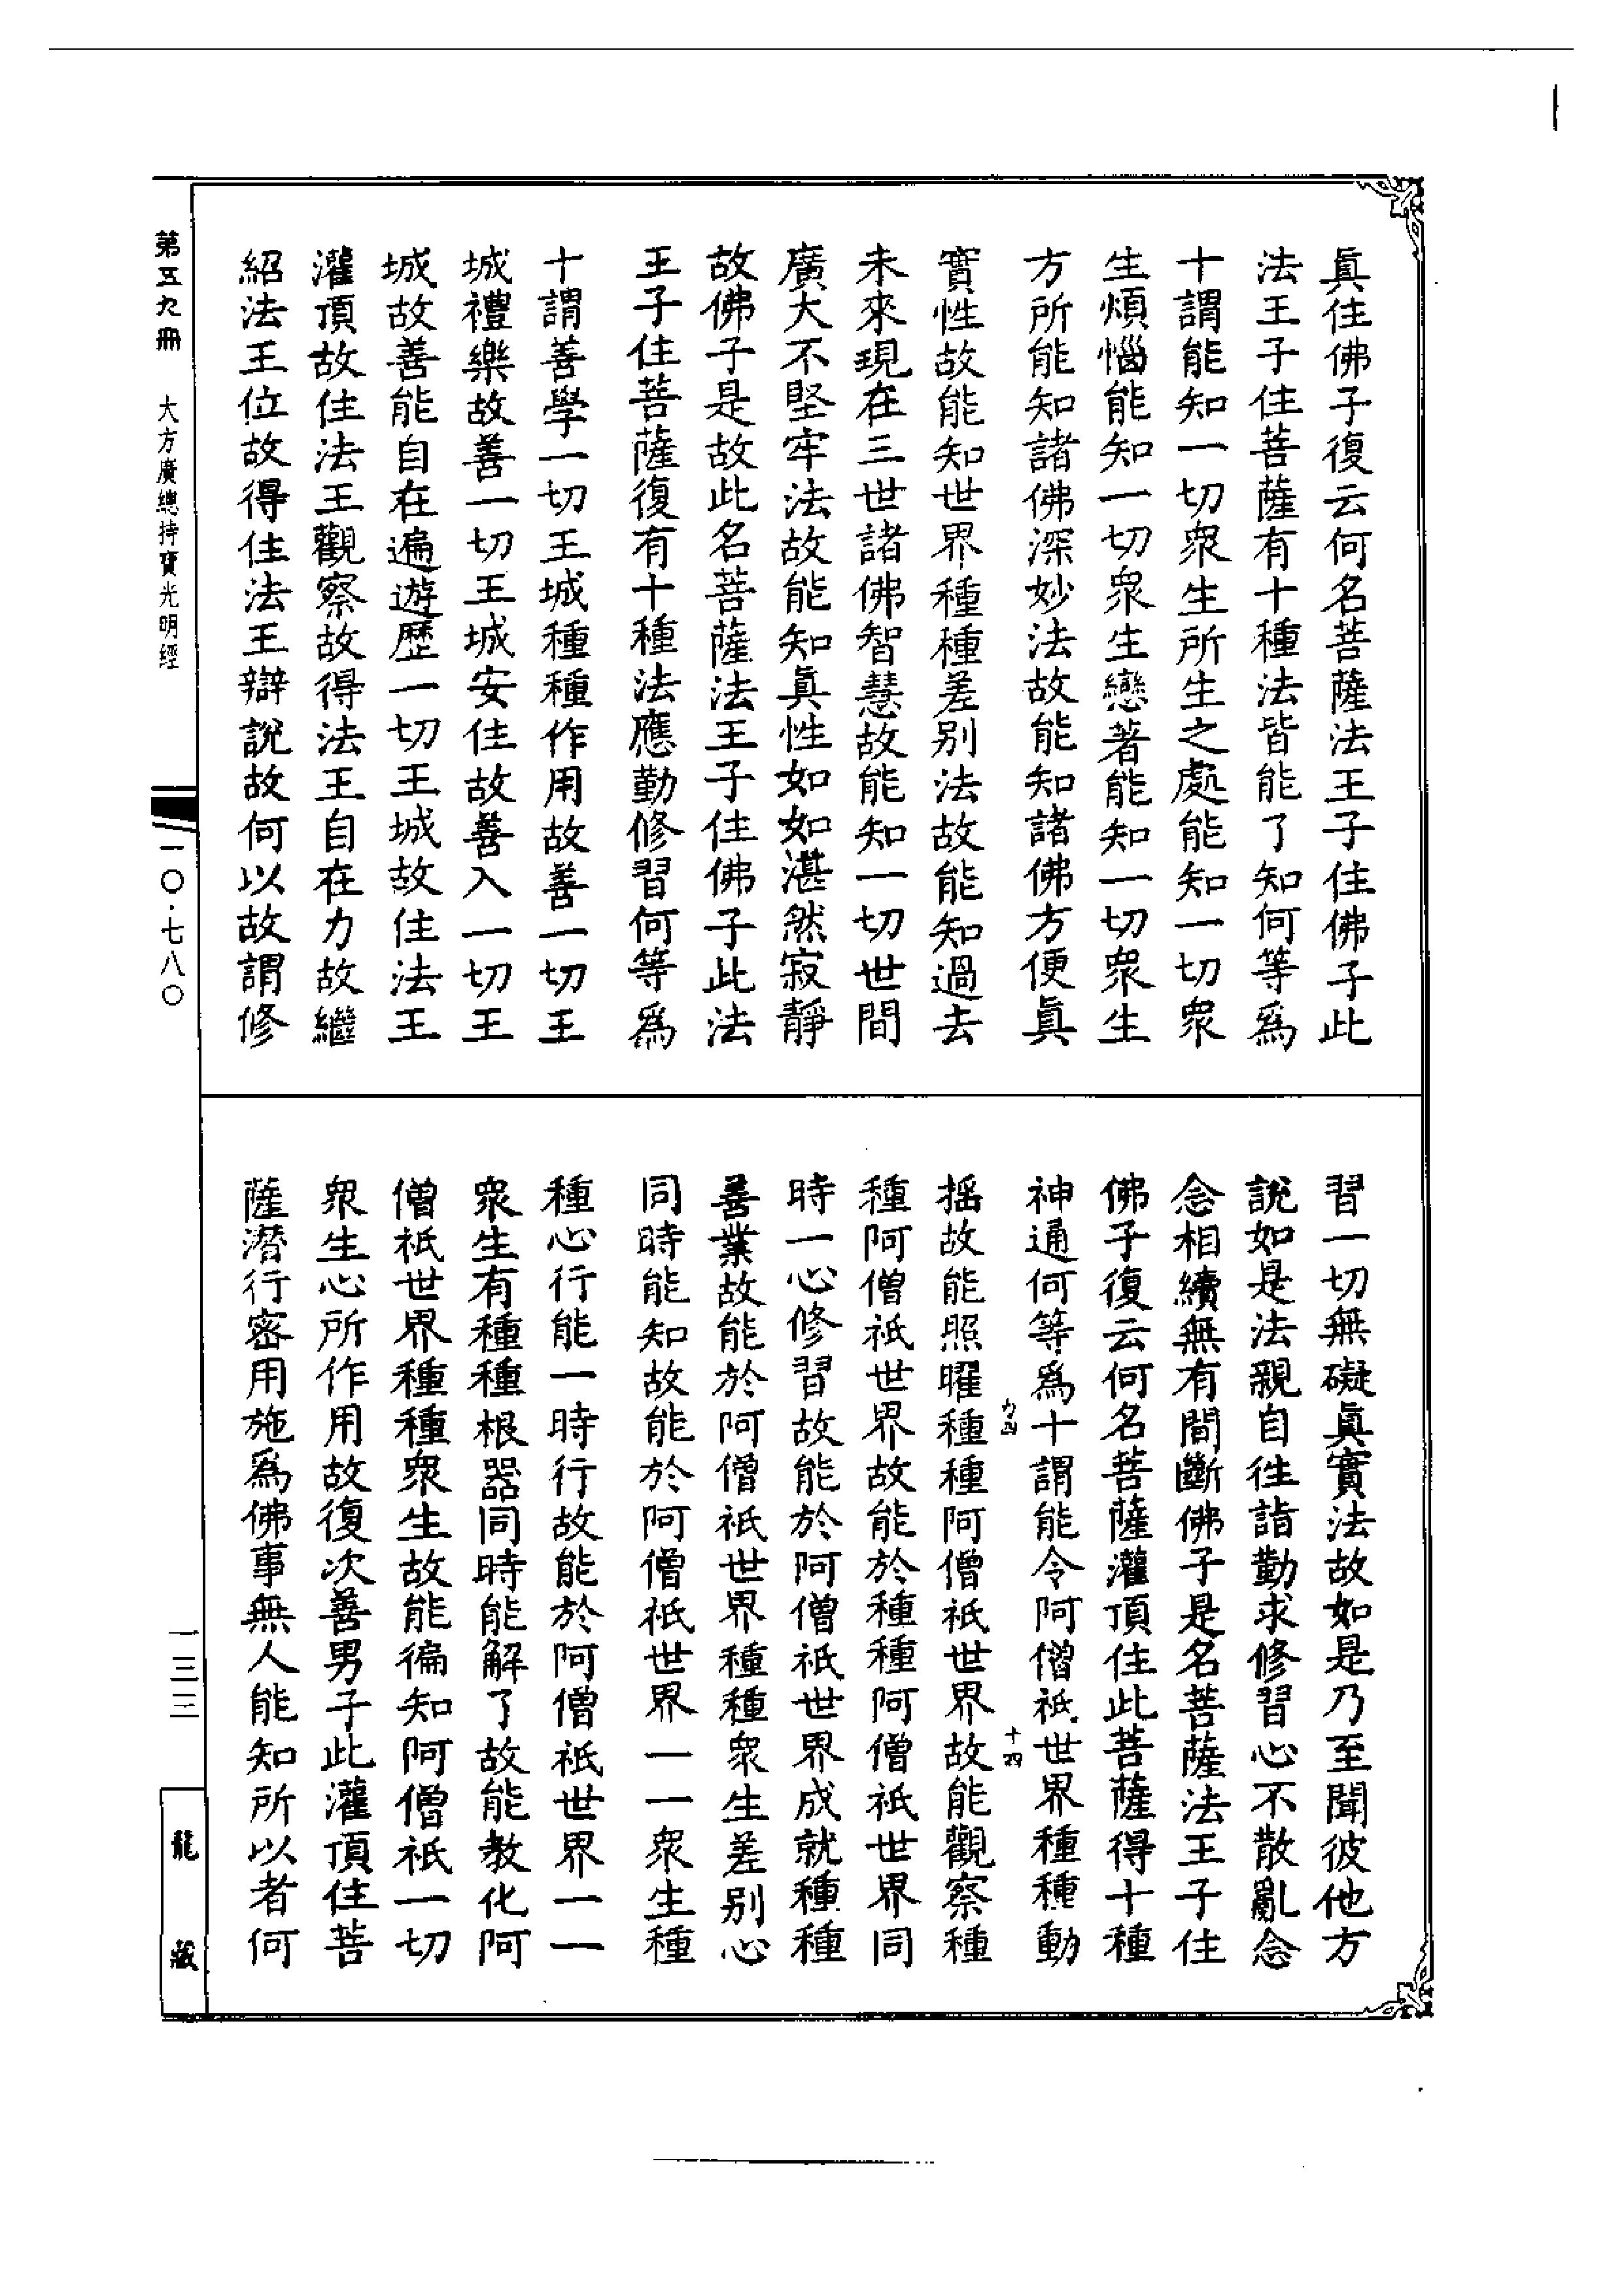 眞住佛子復云何名菩薩法王子住佛子此
法王子住菩薩有十種法皆能了知何等爲
十謂能知一切衆生所生之處能知一切衆
生煩惱能知一切衆生戀著能知一切衆生
方所能知諸佛深妙法故能知諸佛方便眞
實性故能知世界種種差别法故能知過去
未來現在三世諸佛智慧故能知一切世間
廣大不堅牢法故能知眞性如如湛然寂靜
故佛子是故此名菩薩法王子住佛子此法
王子住菩薩復有十種法應勤修習何等爲
十謂善學一切王城種種作用故善一切王
城禮樂故善一切王城安住故善入一切王
城故善能自在遍遊歷一切王城故住法王
灌頂故住法王觀察故得法王自在力故繼
紹法王位故得住法王辯說故何以故謂修
習一切無礙眞實法故如是乃至聞彼他方
說如是法親自往詣勤求修習心不散亂念
念相續無有間斷佛子是名菩薩法王子住
佛子復云何名菩薩灌頂住此菩薩得十種
神通何等爲十謂能令阿僧祇世界種種動
搖故能照曜種種阿僧祇世界故能觀察種
種阿僧祇世界故能於種種阿僧祇世界同
時一心修習故能於阿僧祇世界成就種種
善業故能於阿僧祇世界種種衆生差别心
同時能知故能於阿僧祇世界一一衆生種
種心行能一時行故能於阿僧祇世界一一
衆生有種種根器同時能解了故能教化阿
僧祇世界種種衆生故能徧知阿僧祇一切
衆生心所作用故復次善男子此灌頂住菩
薩潛行密用施爲佛事無人能知所以者何
十四
第五九冊 大方廣總持寶光明經
一〇·七八〇
一三三
龍藏